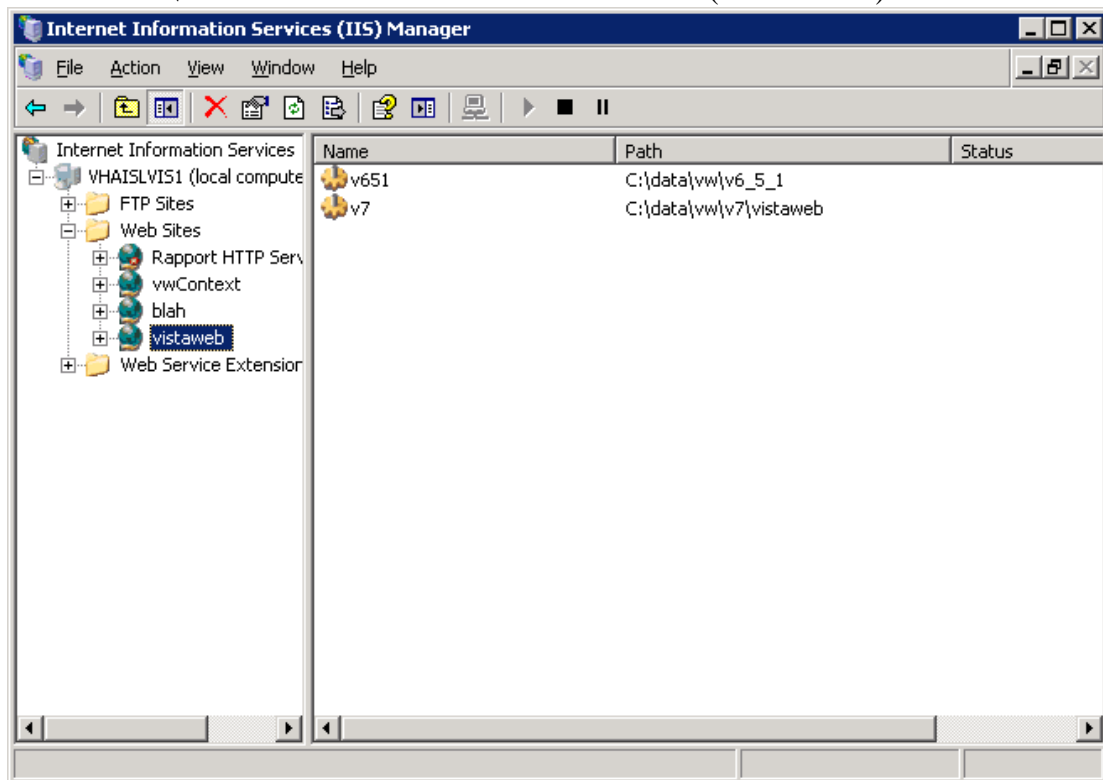 Internet Information Services (IIS) Manager
File Action View Window Help
Internet Information Services
VHAISLVIS1 (local compute
FTP Sites
Web Sites
Rapport HTTP Serv
vwContext
blah
vistaweb
Web Service Extension
Name Path Status
v651 C:\data\vw\v6_5_1
v7 C:\data\vw\v7\vistaweb